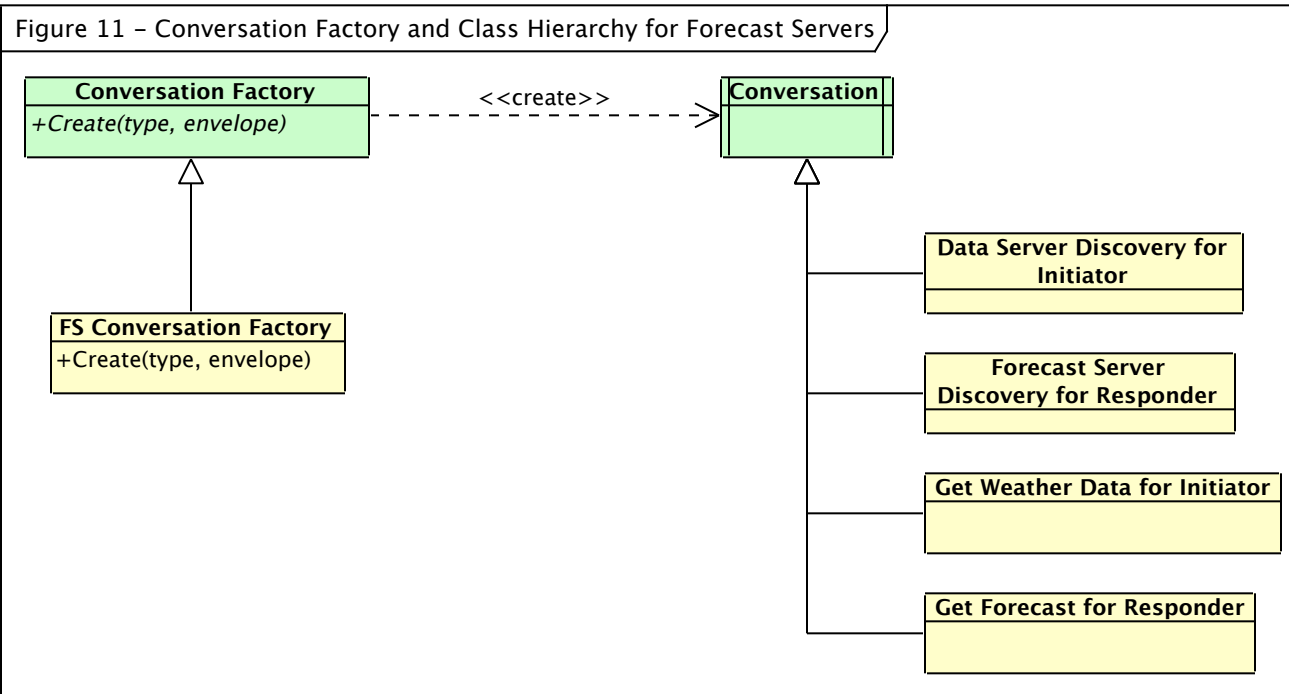 Figure 11 – Conversation Factory and Class Hierarchy for Forecast Servers
Conversation Factory
+Create(type, envelope)
<<create>>
Conversation
Data Server Discovery for
Initiator
FS Conversation Factory
+Create(type, envelope)
Forecast Server
Discovery for Responder
Get Weather Data for Initiator
Get Forecast for Responder